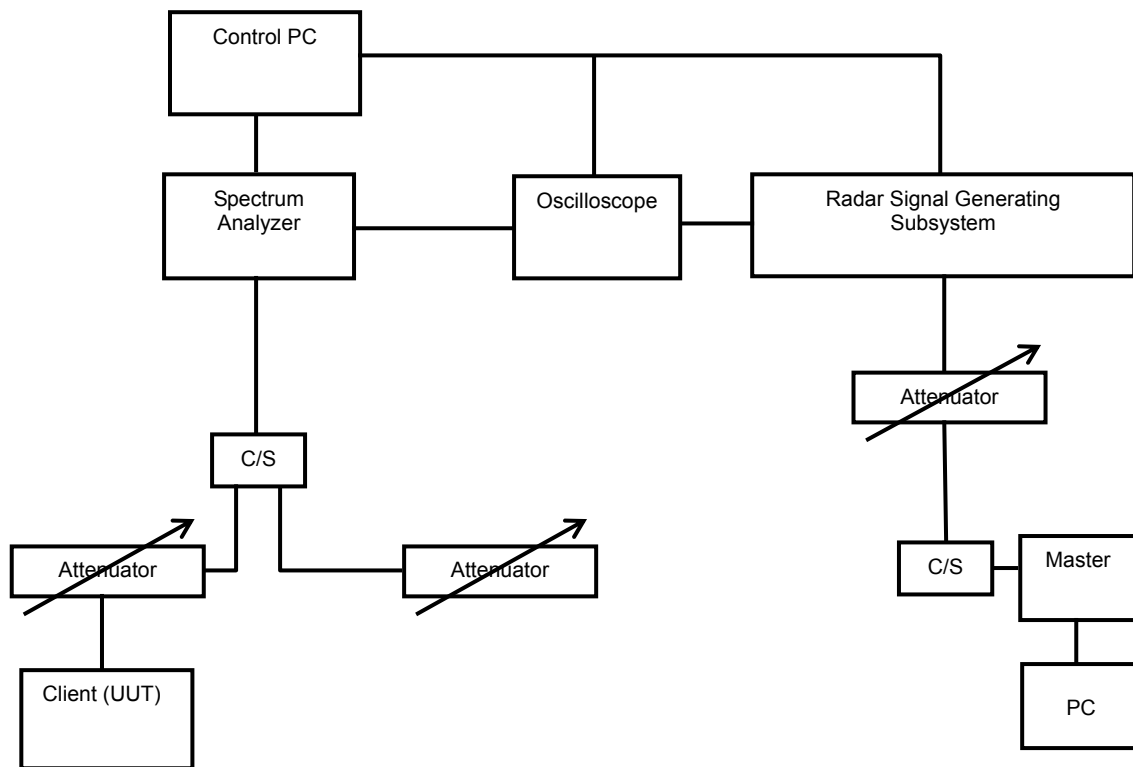 Control PC
Spectrum
Analyzer
Oscilloscope
Radar Signal Generating
Subsystem
Attenuator
C/S
Attenuator
Attenuator
C/S
Master
Client (UUT)
PC